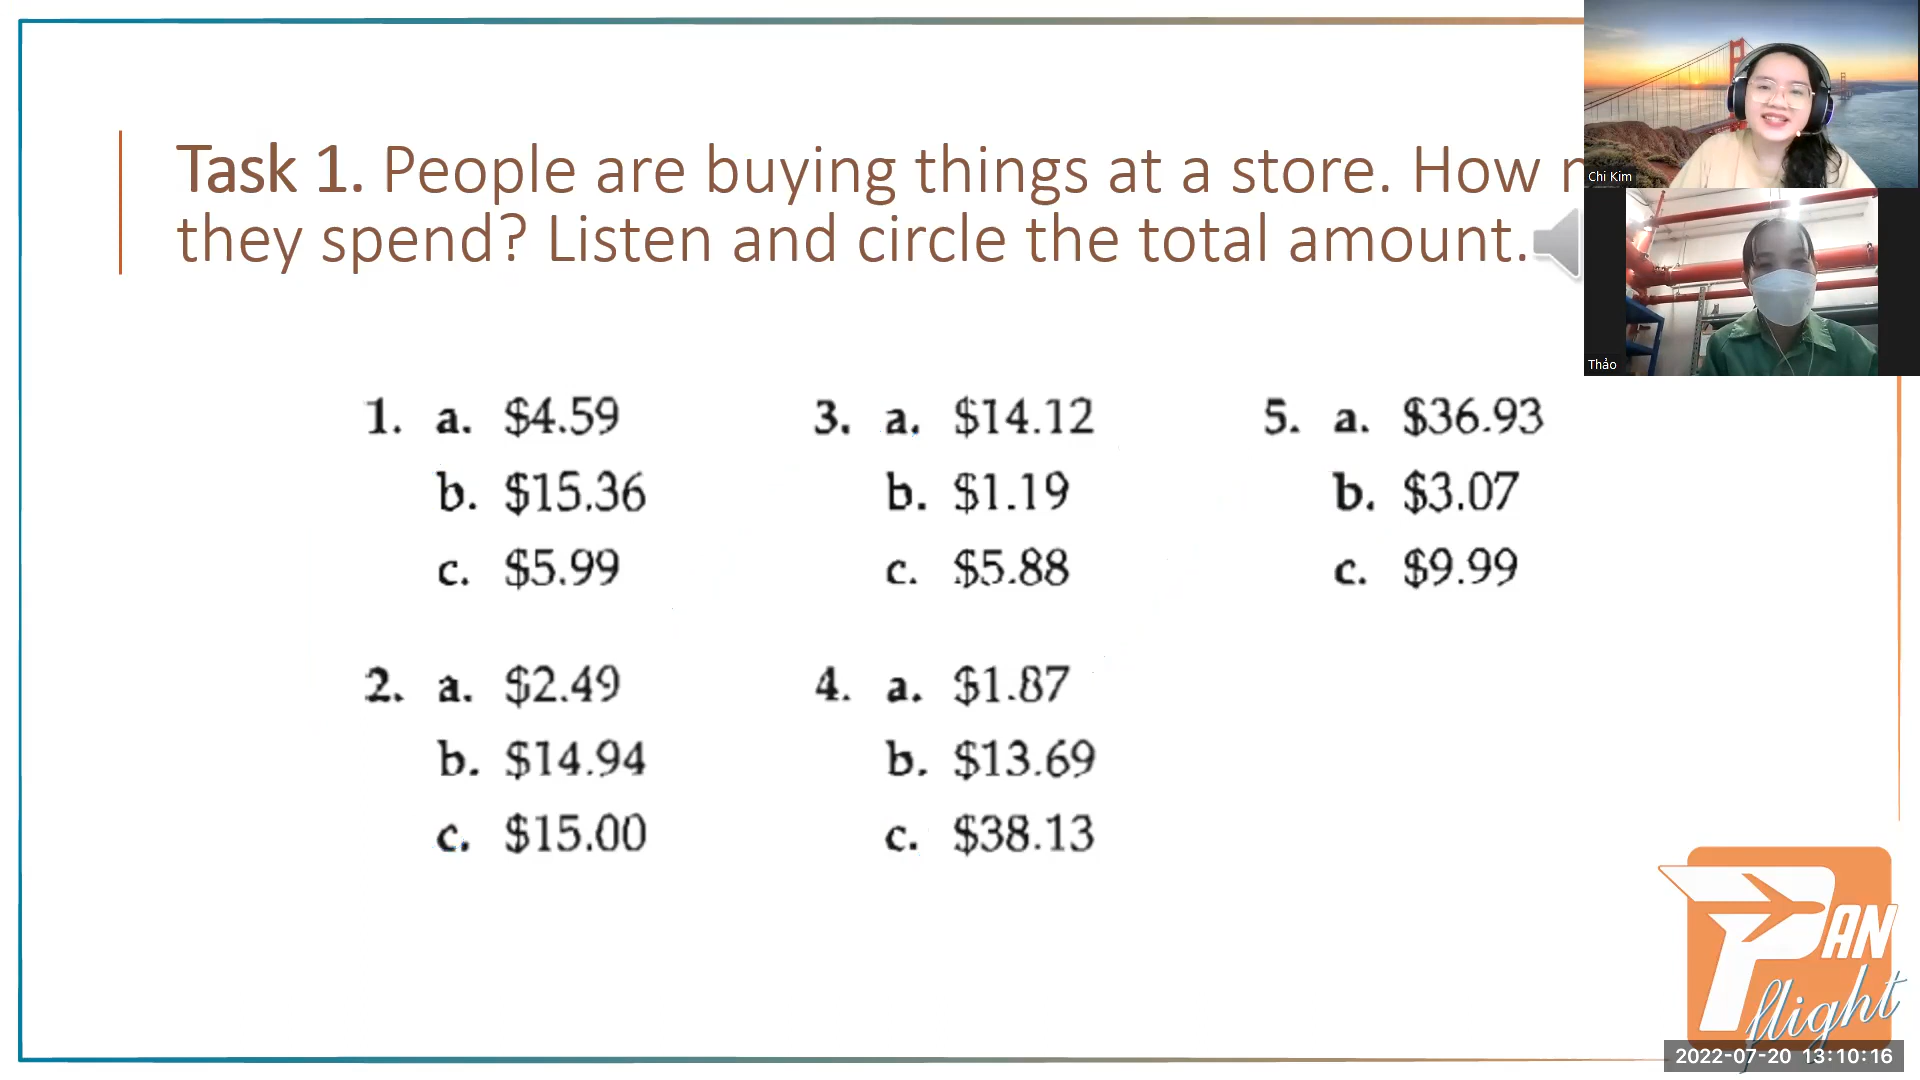 Task 1. People are buying things at a store. How
they spend? Listen and circle the total amount.
Chi Kim
Thảo
1. a. $4.59
b. $15.36
c. $5.99
2. a. $2.49
b. $14.94
c. $15.00
3. a. $14.12
b. $1.19
c. $5.88
4. a. $1.87
b. $13.69
c. $38.13
5. a. $36.93
b. $3.07
c. $9.99
PAN
flight
2022-07-20 13:10:16